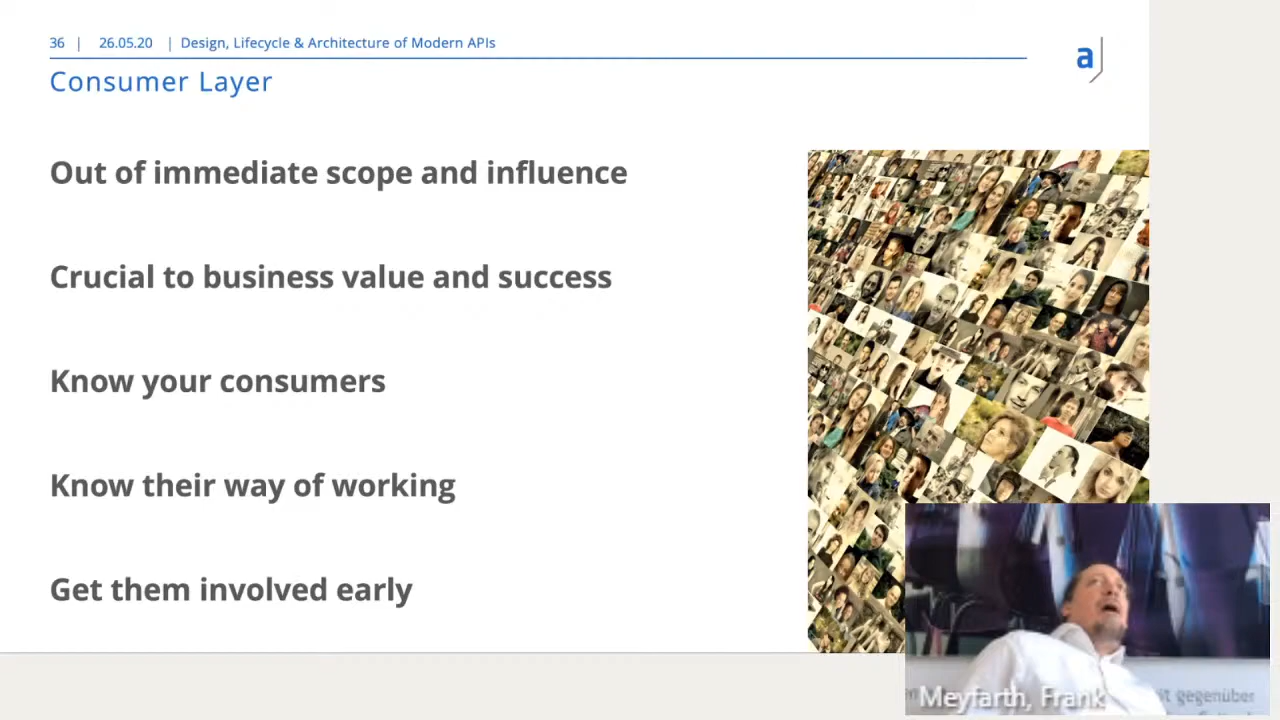 36 | 26.05.20 | Design, Lifecycle & Architecture of Modern APIs
a
Consumer Layer
Out of immediate scope and influence
Crucial to business value and success
Know your consumers
Know their way of working
Get them involved early
Meyfarth, Frank
gegenüber